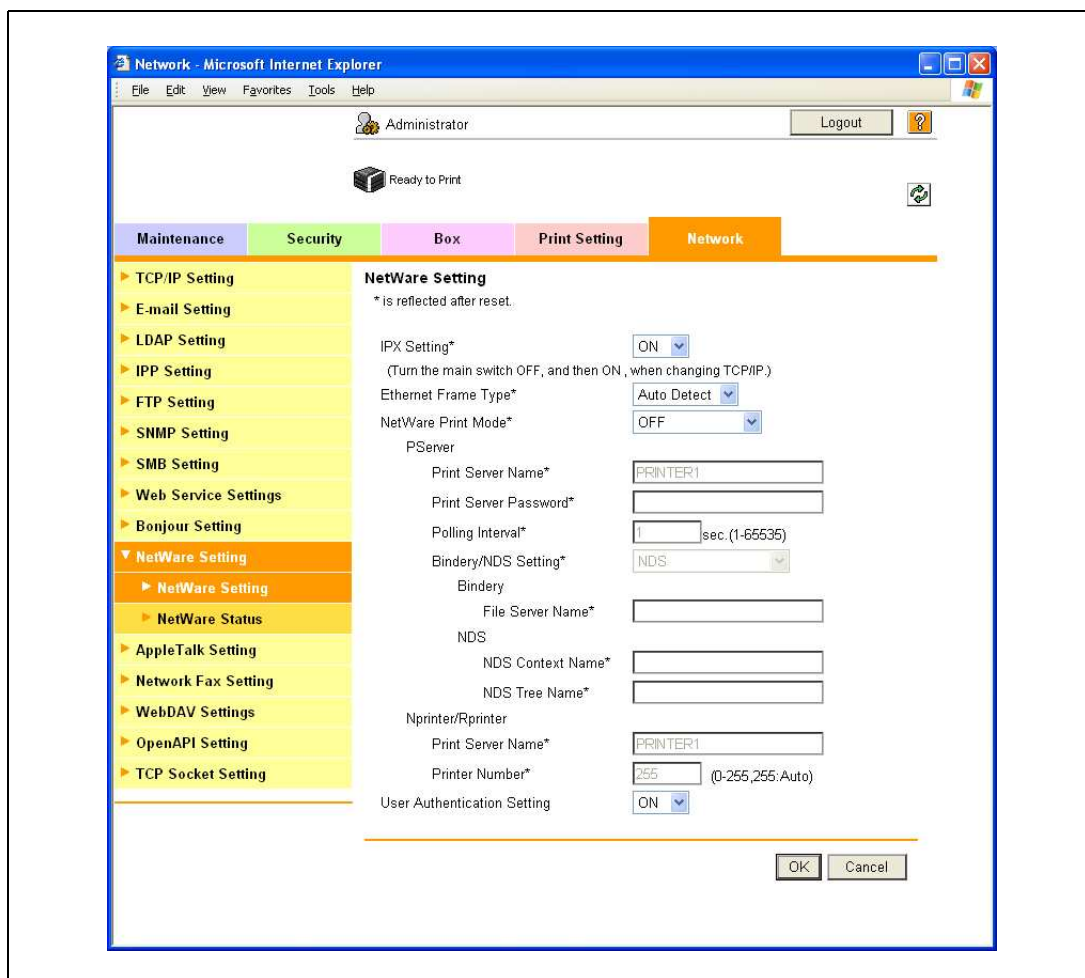 Network - Microsoft Internet Explorer
File Edit View Favorites Tools Help
Administrator
Logout
?
Ready to Print
Maintenance Security Box Print Setting Network
TCP/IP Setting
E-mail Setting
LDAP Setting
IPP Setting
FTP Setting
SNMP Setting
SMB Setting
Web Service Settings
Bonjour Setting
NetWare Setting
NetWare Setting
NetWare Status
AppleTalk Setting
Network Fax Setting
WebDAV Settings
OpenAPI Setting
TCP Socket Setting
NetWare Setting
* is reflected after reset.
IPX Setting* ON
(Turn the main switch OFF, and then ON , when changing TCP/IP.)
Ethernet Frame Type* Auto Detect
NetWare Print Mode* OFF
PServer
Print Server Name* PRINTER1
Print Server Password*
Polling Interval* 1 sec.(1-65535)
Bindery/NDS Setting* NDS
Bindery
File Server Name*
NDS
NDS Context Name*
NDS Tree Name*
Nprinter/Rprinter
Print Server Name* PRINTER1
Printer Number* 255 (0-255,255:Auto)
User Authentication Setting ON
OK Cancel